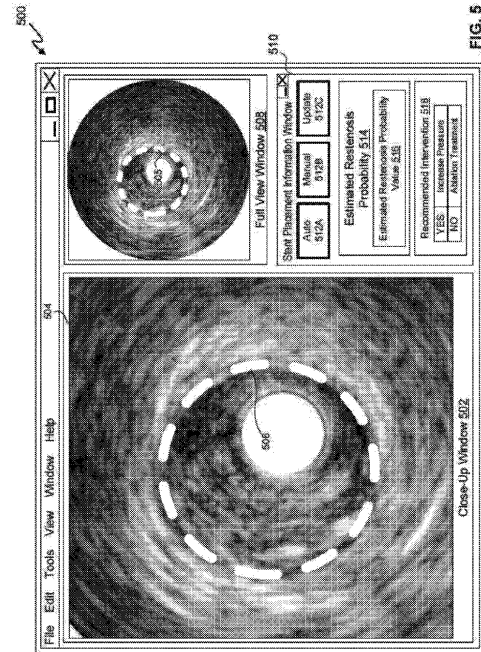 500
File Edit Tools View Window Help
504
506
Close-Up Window 502
Full View Window 508
510
Stent Placement Information Window
Auto
512A
Manual
512B
Update
512C
Estimated Restenosis
Probability 514
Estimated Restenosis Probability
Value 516
Recommended Intervention 518
YES Increase Pressure
NO Ablation Treatment
FIG. 5